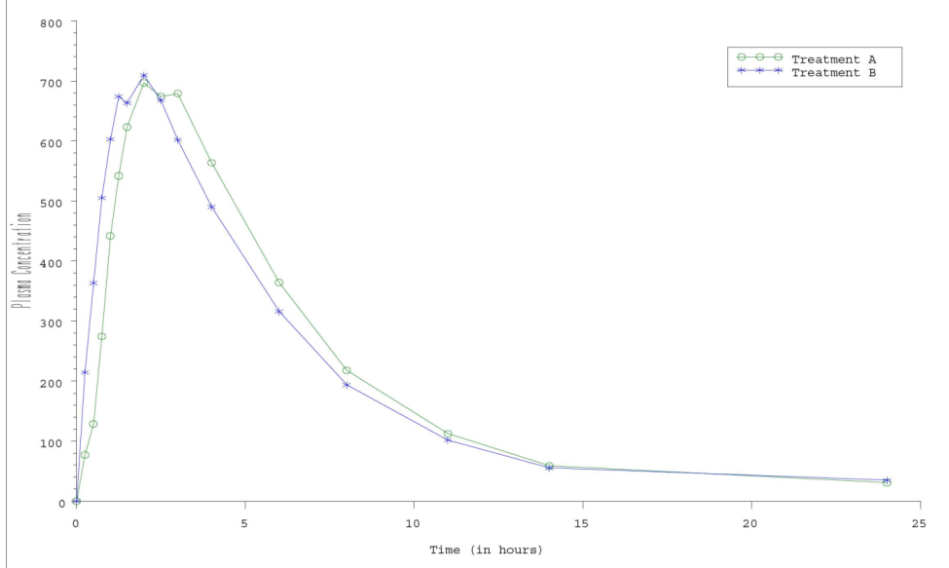 800
700
600
500
400
300
200
100
0
Plasma Concentration
0 5 10 15 20 25
Time (in hours)
Treatment A
Treatment B